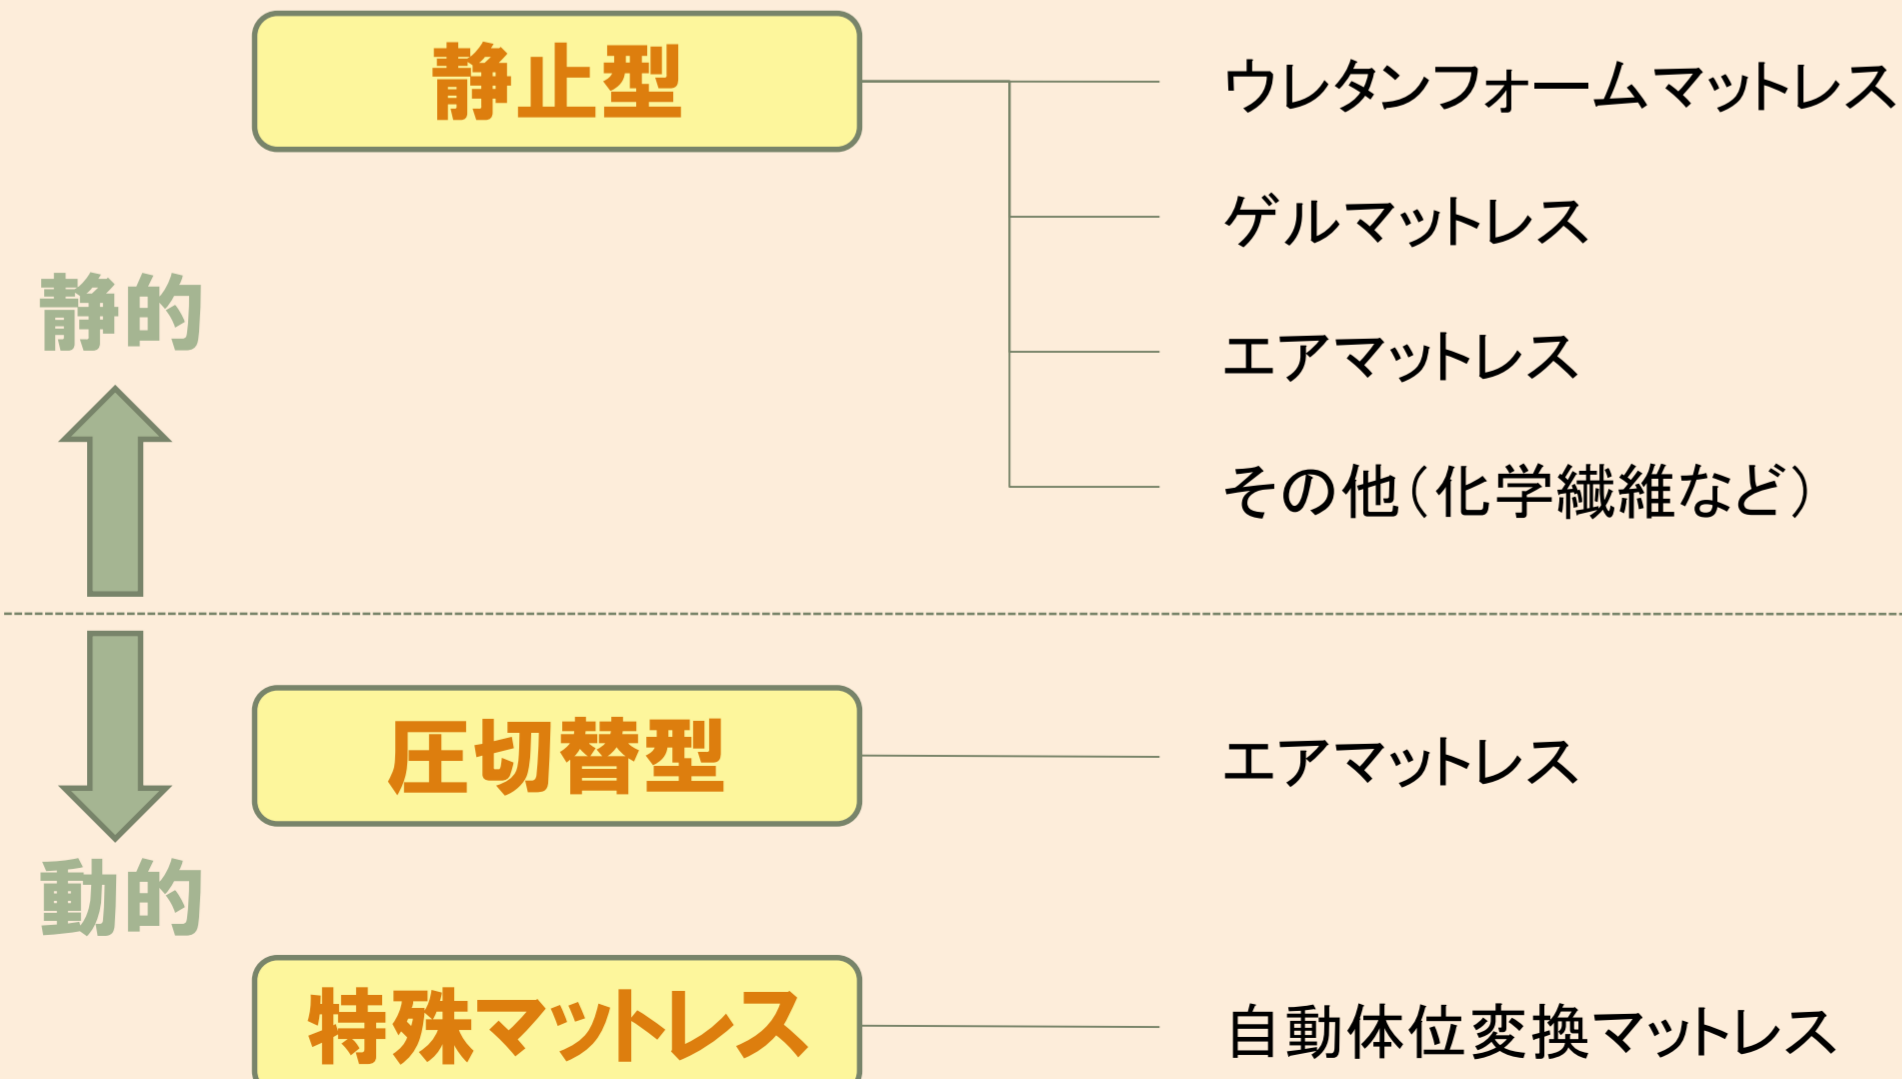 静止型
ウレタンフォームマットレス
ゲルマットレス
静的
エアマットレス
その他(化学繊維など)
圧切替型
エアマットレス
動的
特殊マットレス
自動体位変換マットレス